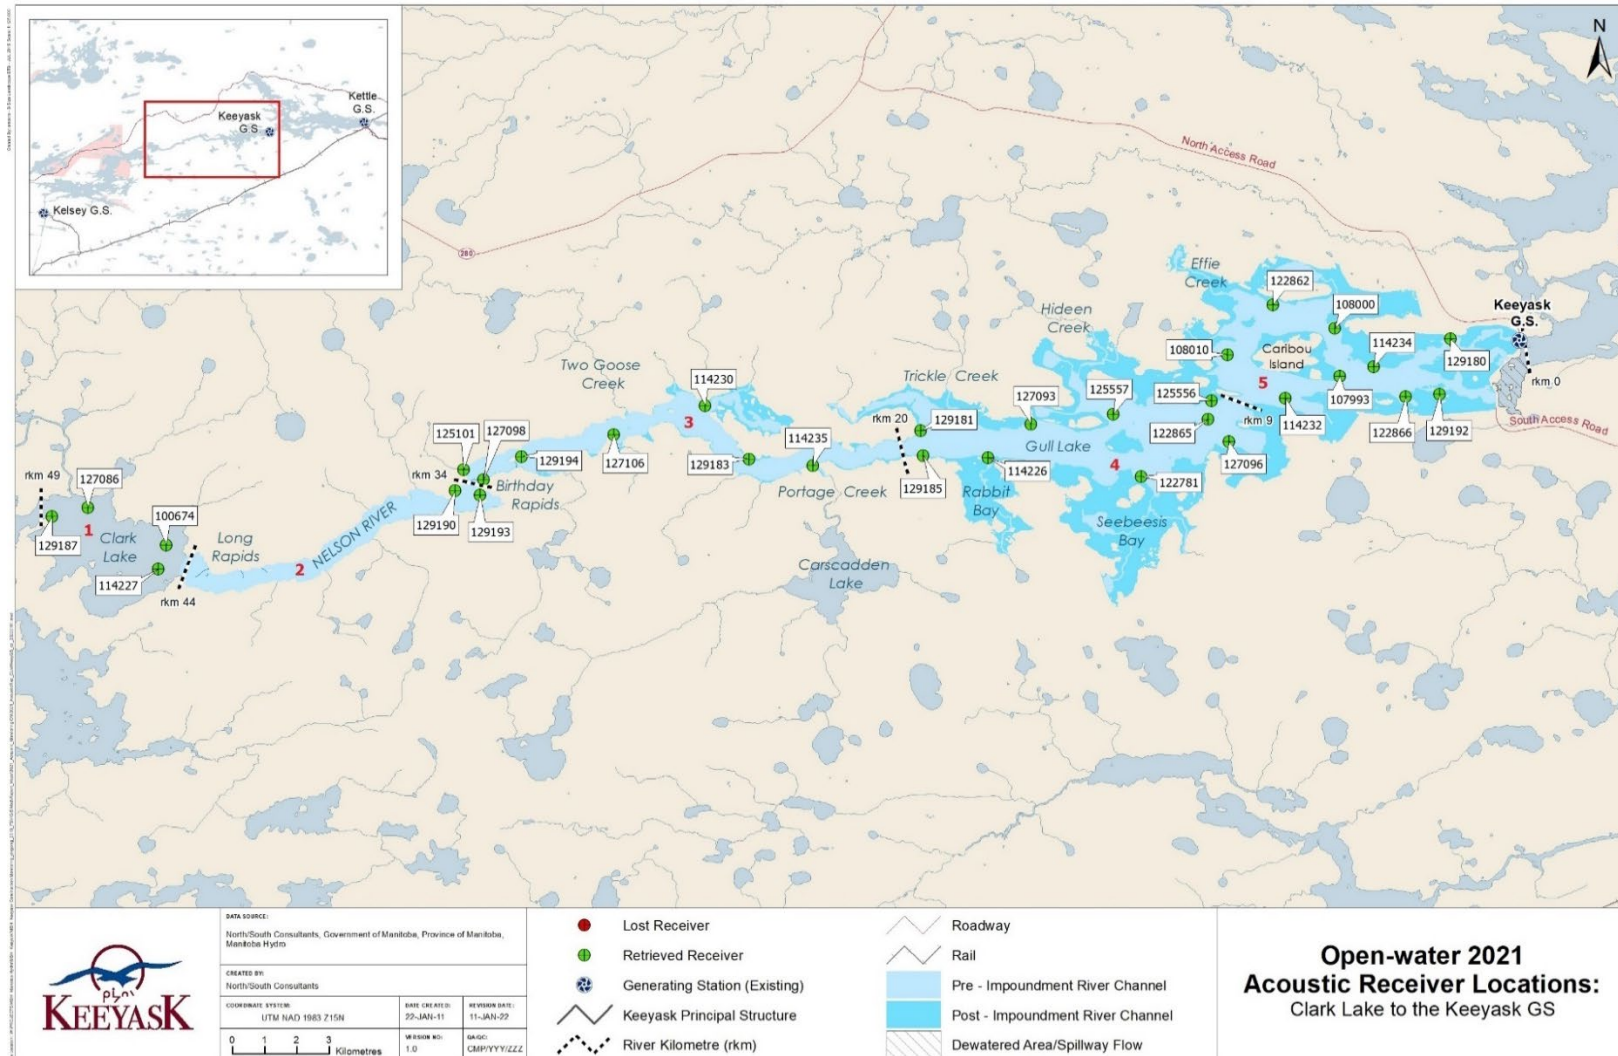 N
Kettle
G.S.
Keeyask
G.S.
Kelsey G.S.
North Access Road
280
Effie
Creek
122862
108000
Keeyask
G.S.
Hideen
Creek
108010
Caribou
Island
114234
129180
rkm 0
Two Goose
Creek
114230
Trickle Creek
125557
125556
5
107993
127093
rkm 9
114232
122866
129192
South Access Road
3
rkm 20
129181
Gull Lake
122865
127096
125101
127098
129194
127106
129183
114235
129185
114226
4
122781
rkm 34
Birthday
Rapids
Portage Creek
Rabbit
Bay
Seebeesis
Bay
rkm 49
127086
129190
129193
100674
1
Clark
Lake
129187
Long
Rapids
NELSON RIVER
2
114227
rkm 44
Carscadden
Lake
KEEYASK
DATA SOURCE:
North/South Consultants, Government of Manitoba, Province of Manitoba,
Manitoba Hydro
CREATED BY:
North/South Consultants
COORDINATE SYSTEM:
UTM NAD 1983 Z15N
DATE CREATED:
22-JAN-11
REVISION DATE:
11-JAN-22
0 1 2 3 Kilometres
VERSION NO:
1.0
QA/QC:
CMP/YYY/ZZZ
Lost Receiver
Retrieved Receiver
Generating Station (Existing)
Keeyask Principal Structure
River Kilometre (rkm)
Roadway
Rail
Pre - Impoundment River Channel
Post - Impoundment River Channel
Dewatered Area/Spillway Flow
Open-water 2021
Acoustic Receiver Locations:
Clark Lake to the Keeyask GS